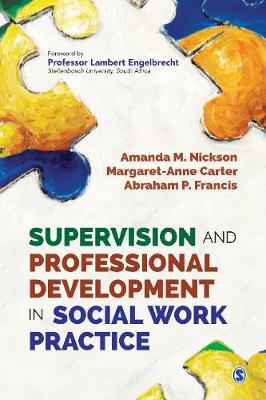 Foreword by
Professor Lambert Engelbrecht
Stellenbosch University, South Africa
Amanda M. Nickson
Margaret-Anne Carter
Abraham P. Francis
SUPERVISION AND
PROFESSIONAL
DEVELOPMENT
IN SOCIAL WORK
PRACTICE
S